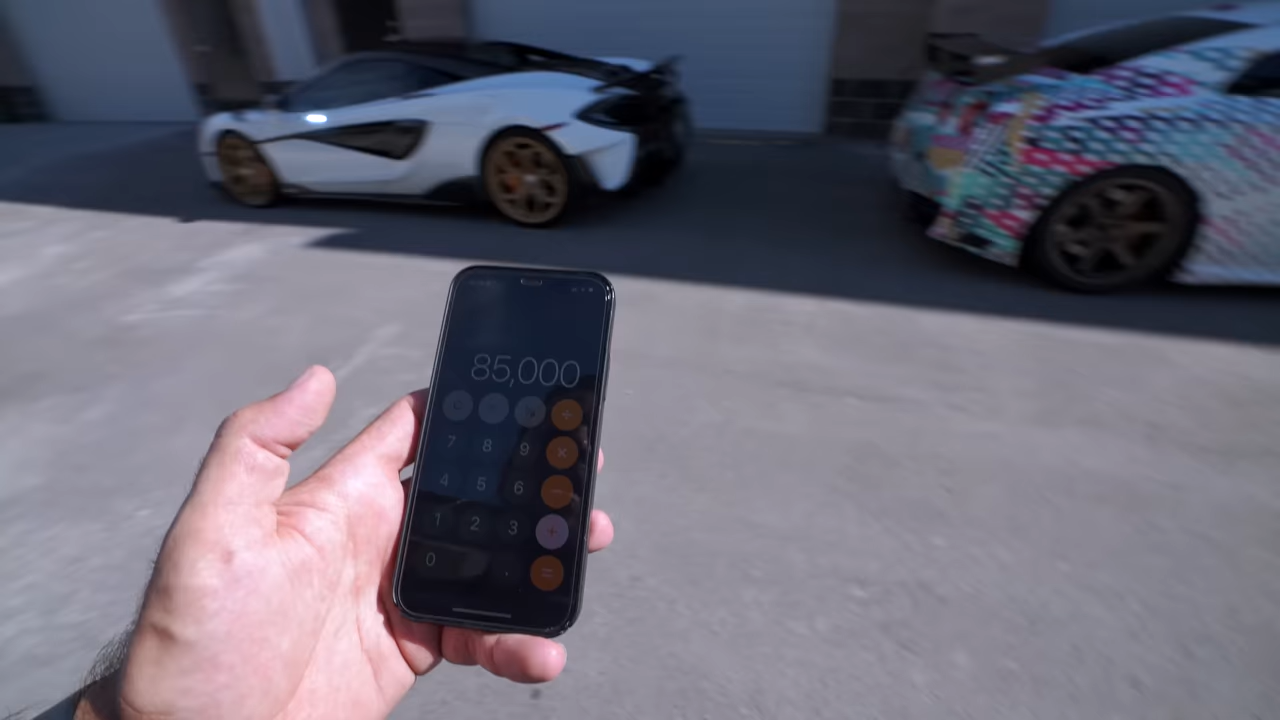 85,000
÷
7 8 9 ×
4 5 6 −
1 2 3 +
0 . =